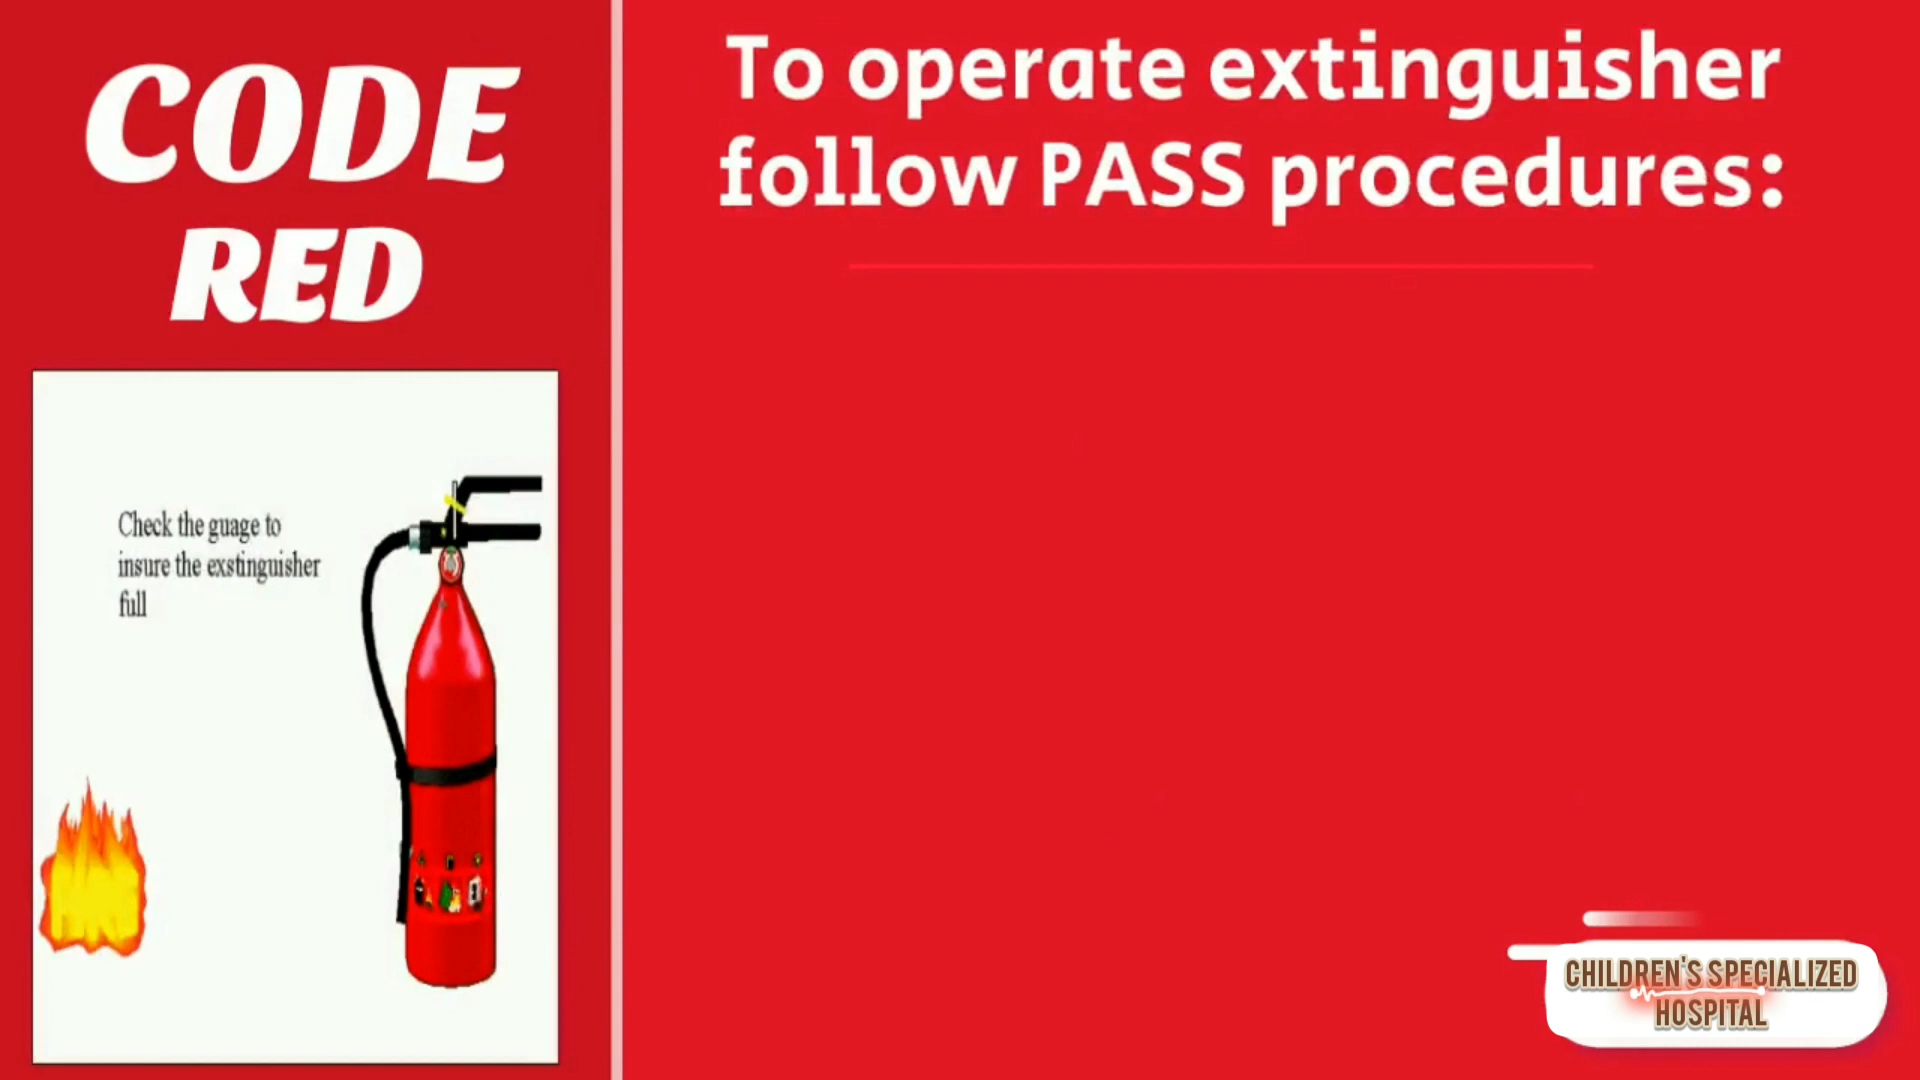 CODE
RED
Check the guage to
insure the exstinguisher
full
To operate extinguisher
follow PASS procedures:
CHILDREN'S SPECIALIZED
HOSPITAL